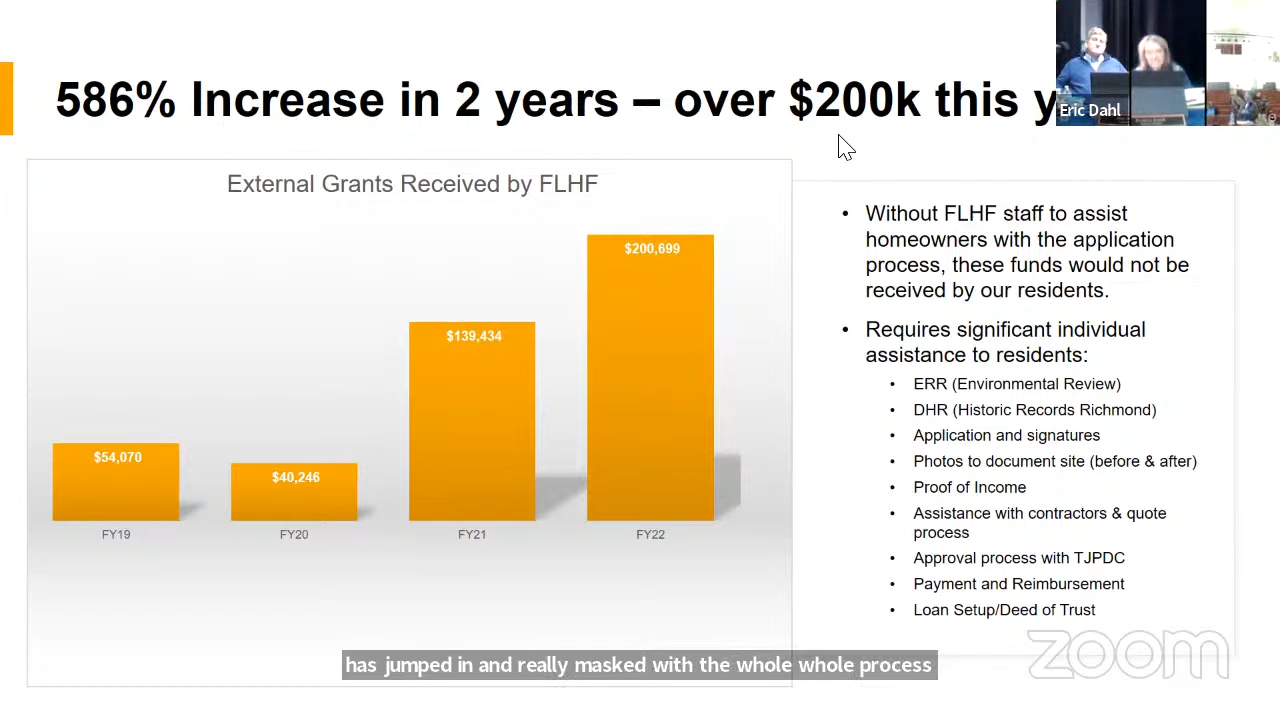 586% Increase in 2 years – over $200k this y
Eric Dahl
External Grants Received by FLHF
$54,070
$40,246
$139,434
$200,699
FY19
FY20
FY21
FY22
• Without FLHF staff to assist
homeowners with the application
process, these funds would not be
received by our residents.
• Requires significant individual
assistance to residents:
• ERR (Environmental Review)
• DHR (Historic Records Richmond)
• Application and signatures
• Photos to document site (before & after)
• Proof of Income
• Assistance with contractors & quote
process
• Approval process with TJPDC
• Payment and Reimbursement
• Loan Setup/Deed of Trust
has jumped in and really masked with the whole whole process
zoom